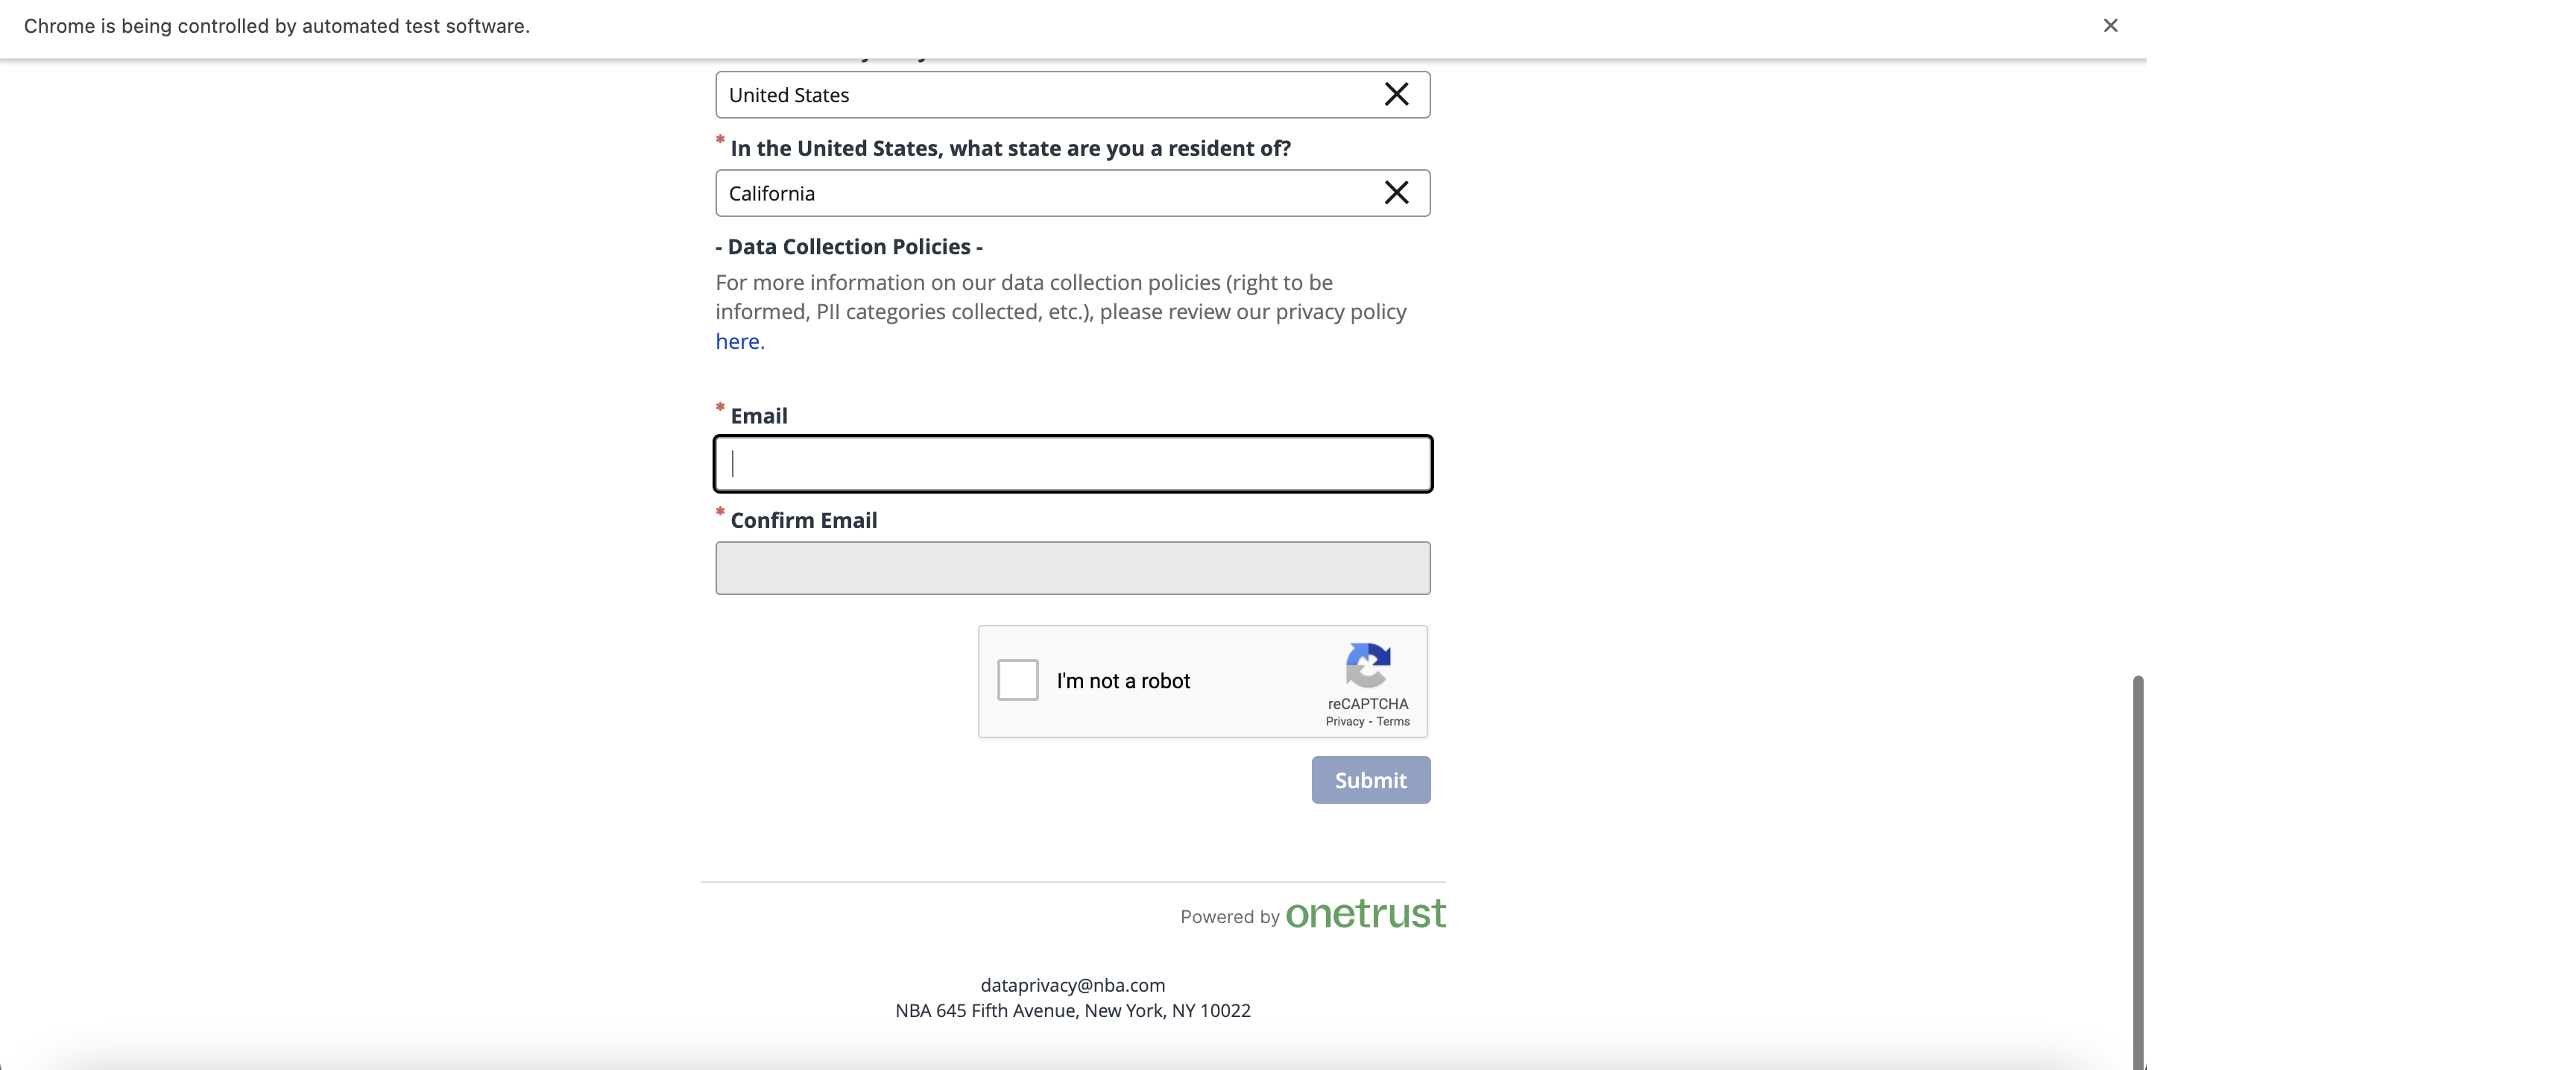 Chrome is being controlled by automated test software.
United States
* In the United States, what state are you a resident of?
California
- Data Collection Policies -
For more information on our data collection policies (right to be
informed, PII categories collected, etc.), please review our privacy policy
here.
* Email
* Confirm Email
I'm not a robot
reCAPTCHA
Privacy - Terms
Submit
Powered by onetrust
dataprivacy@nba.com
NBA 645 Fifth Avenue, New York, NY 10022